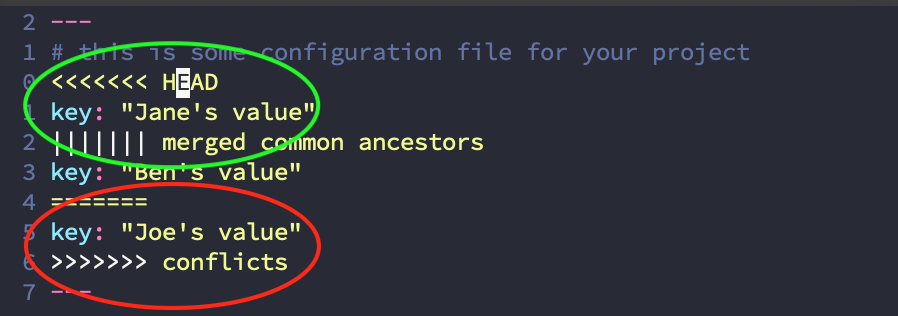 2 ---
1 # this is some configuration file for your project
0 <<<<<<< HEAD
1 key: "Jane's value"
2 ||||||| merged common ancestors
3 key: "Ben's value"
4 =======
5 key: "Joe's value"
6 >>>>>>> conflicts
7 ---